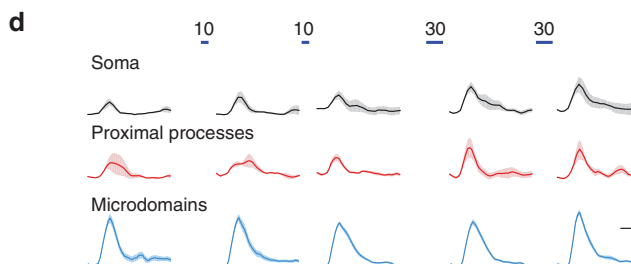 d
10 10 30 30
Soma
Proximal processes
Microdomains